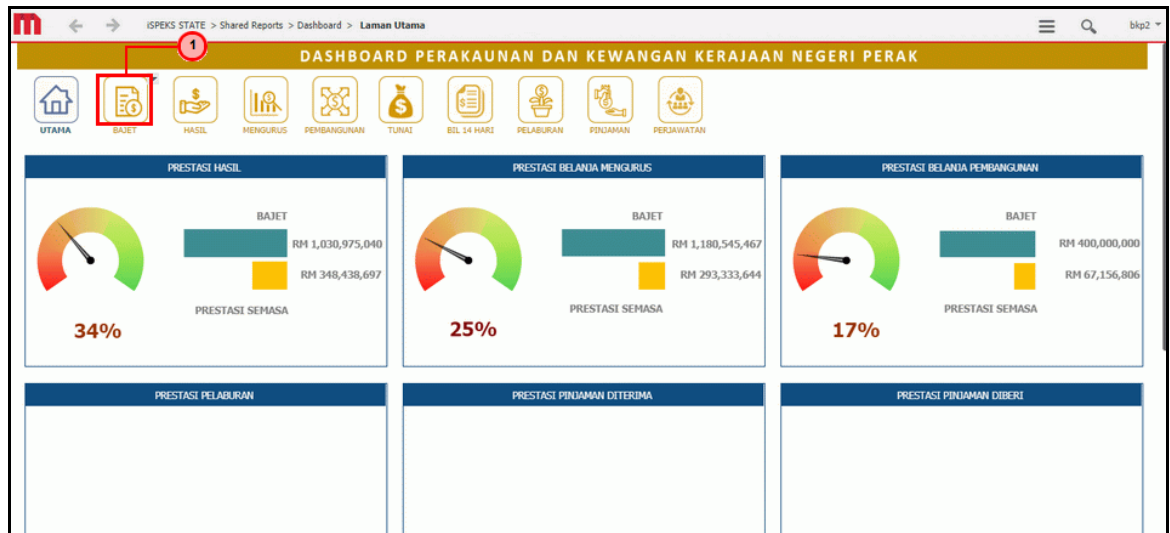 iSPEKS STATE > Shared Reports > Dashboard > Laman Utama
bkp2
1
DASHBOARD PERAKAUNAN DAN KEWANGAN KERAJAAN NEGERI PERAK
UTAMA BAJET HASIL MENGURUS PEMBANGUNAN TUNAI BIL 14 HARI PELABURAN PINJAMAN PERJAWATAN
PRESTASI HASIL
BAJET
RM 1,030,975,040
RM 348,438,697
PRESTASI SEMASA
34%
PRESTASI BELANJA MENGURUS
BAJET
RM 1,180,545,467
RM 293,333,644
PRESTASI SEMASA
25%
PRESTASI BELANJA PEMBANGUNAN
BAJET
RM 400,000,000
RM 67,156,806
PRESTASI SEMASA
17%
PRESTASI PELABURAN
PRESTASI PINJAMAN DITERIMA
PRESTASI PINJAMAN DIBERI